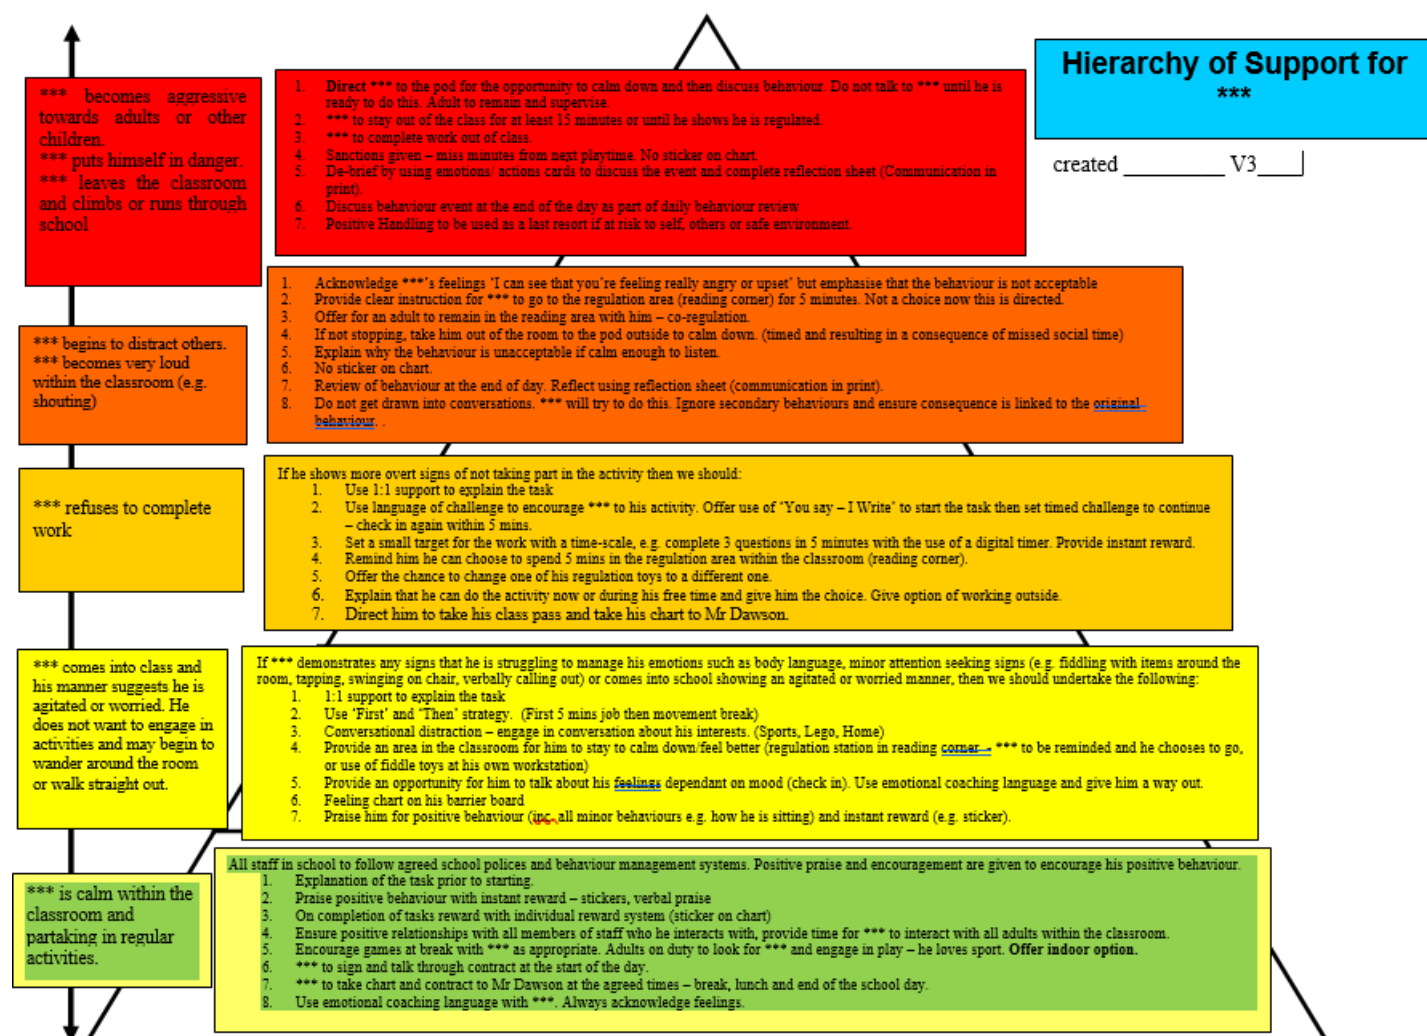 Hierarchy of Support for
***
created _________ V3____
*** becomes aggressive
towards adults or other
children.
*** puts himself in danger.
*** leaves the classroom
and climbs or runs through
school
1. Direct *** to the pod for the opportunity to calm down and then discuss behaviour. Do not talk to *** until he is
ready to do this. Adult to remain and supervise.
2. *** to stay out of the class for at least 15 minutes or until he shows he is regulated.
3. *** to complete work out of class.
4. Sanctions given – miss minutes from next playtime. No sticker on chart.
5. De-brief by using emotions/ actions cards to discuss the event and complete reflection sheet (Communication in
print).
6. Discuss behaviour event at the end of the day as part of daily behaviour review
7. Positive Handling to be used as a last resort if at risk to self, others or safe environment.
*** begins to distract others.
*** becomes very loud
within the classroom (e.g.
shouting)
1. Acknowledge ***'s feelings 'I can see that you're feeling really angry or upset' but emphasise that the behaviour is not acceptable
2. Provide clear instruction for *** to go to the regulation area (reading corner) for 5 minutes. Not a choice now this is directed.
3. Offer for an adult to remain in the reading area with him – co-regulation.
4. If not stopping, take him out of the room to the pod outside to calm down. (timed and resulting in a consequence of missed social time)
5. Explain why the behaviour is unacceptable if calm enough to listen.
6. No sticker on chart.
7. Review of behaviour at the end of day. Reflect using reflection sheet (communication in print).
8. Do not get drawn into conversations. *** will try to do this. Ignore secondary behaviours and ensure consequence is linked to the original
behaviour. .
*** refuses to complete
work
If he shows more overt signs of not taking part in the activity then we should:
1. Use 1:1 support to explain the task
2. Use language of challenge to encourage *** to his activity. Offer use of 'You say – I Write' to start the task then set timed challenge to continue
– check in again within 5 mins.
3. Set a small target for the work with a time-scale, e.g. complete 3 questions in 5 minutes with the use of a digital timer. Provide instant reward.
4. Remind him he can choose to spend 5 mins in the regulation area within the classroom (reading corner).
5. Offer the chance to change one of his regulation toys to a different one.
6. Explain that he can do the activity now or during his free time and give him the choice. Give option of working outside.
7. Direct him to take his class pass and take his chart to Mr Dawson.
*** comes into class and
his manner suggests he is
agitated or worried. He
does not want to engage in
activities and may begin to
wander around the room
or walk straight out.
If *** demonstrates any signs that he is struggling to manage his emotions such as body language, minor attention seeking signs (e.g. fiddling with items around the
room, tapping, swinging on chair, verbally calling out) or comes into school showing an agitated or worried manner, then we should undertake the following:
1. 1:1 support to explain the task
2. Use 'First' and 'Then' strategy. (First 5 mins job then movement break)
3. Conversational distraction – engage in conversation about his interests. (Sports, Lego, Home)
4. Provide an area in the classroom for him to stay to calm down/feel better (regulation station in reading corner - *** to be reminded and he chooses to go,
or use of fiddle toys at his own workstation)
5. Provide an opportunity for him to talk about his feelings dependant on mood (check in). Use emotional coaching language and give him a way out.
6. Feeling chart on his barrier board
7. Praise him for positive behaviour (inc. all minor behaviours e.g. how he is sitting) and instant reward (e.g. sticker).
*** is calm within the
classroom and
partaking in regular
activities.
All staff in school to follow agreed school polices and behaviour management systems. Positive praise and encouragement are given to encourage his positive behaviour.
1. Explanation of the task prior to starting.
2. Praise positive behaviour with instant reward – stickers, verbal praise
3. On completion of tasks reward with individual reward system (sticker on chart)
4. Ensure positive relationships with all members of staff who he interacts with, provide time for *** to interact with all adults within the classroom.
5. Encourage games at break with *** as appropriate. Adults on duty to look for *** and engage in play – he loves sport. Offer indoor option.
6. *** to sign and talk through contract at the start of the day.
7. *** to take chart and contract to Mr Dawson at the agreed times – break, lunch and end of the school day.
8. Use emotional coaching language with ***. Always acknowledge feelings.